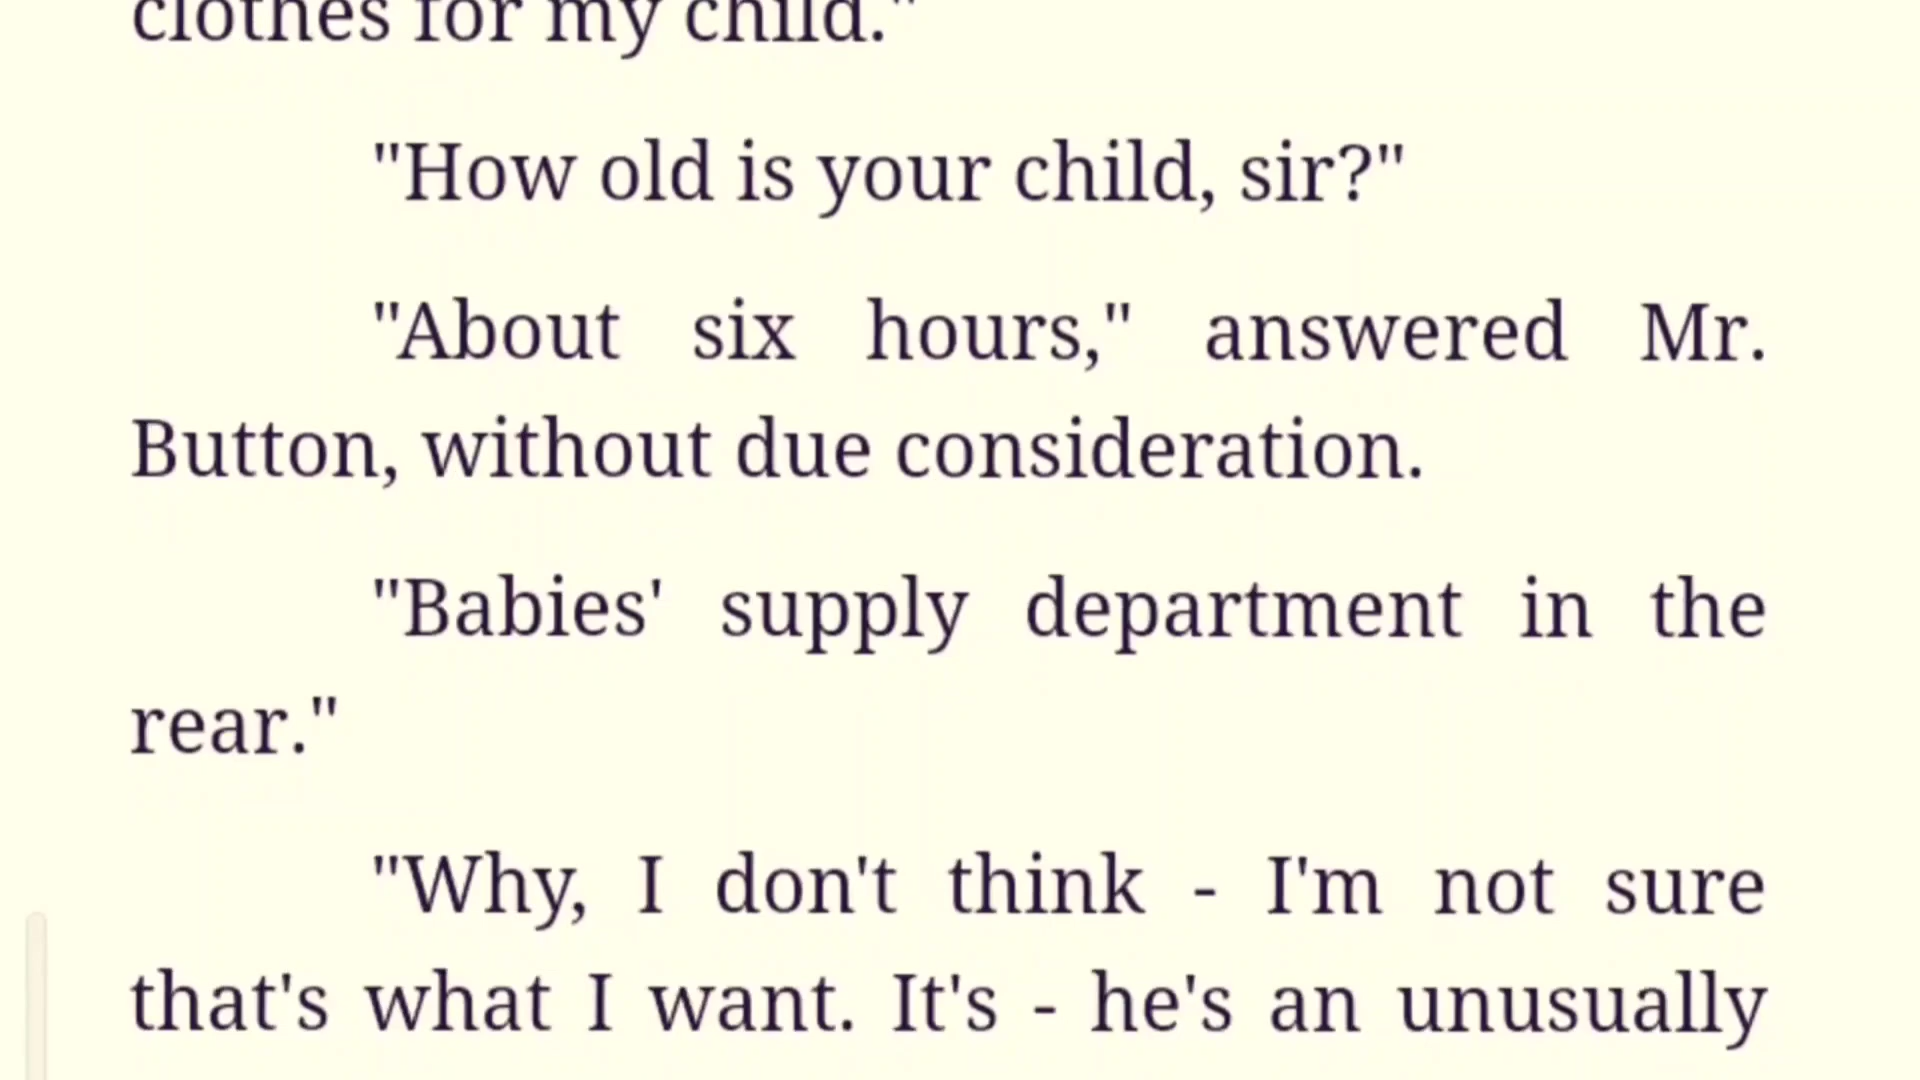 clothes for my child."
"How old is your child, sir?"
"About six hours," answered Mr.
Button, without due consideration.
"Babies' supply department in the
rear."
"Why, I don't think - I'm not sure
that's what I want. It's - he's an unusually